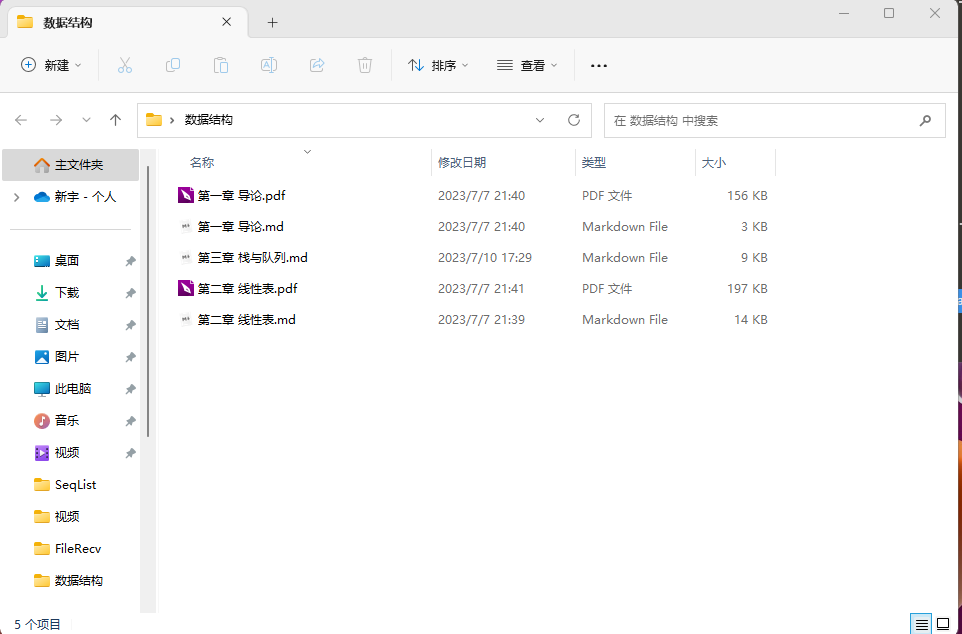 数据结构
新建
排序
查看
数据结构
在 数据结构 中搜索
主文件夹
新宇 - 个人
桌面
下载
文档
图片
此电脑
音乐
视频
SeqList
视频
FileRecv
数据结构
名称 修改日期 类型 大小
第一章 导论.pdf 2023/7/7 21:40 PDF 文件 156 KB
第一章 导论.md 2023/7/7 21:40 Markdown File 3 KB
第三章 栈与队列.md 2023/7/10 17:29 Markdown File 9 KB
第二章 线性表.pdf 2023/7/7 21:41 PDF 文件 197 KB
第二章 线性表.md 2023/7/7 21:39 Markdown File 14 KB
5 个项目